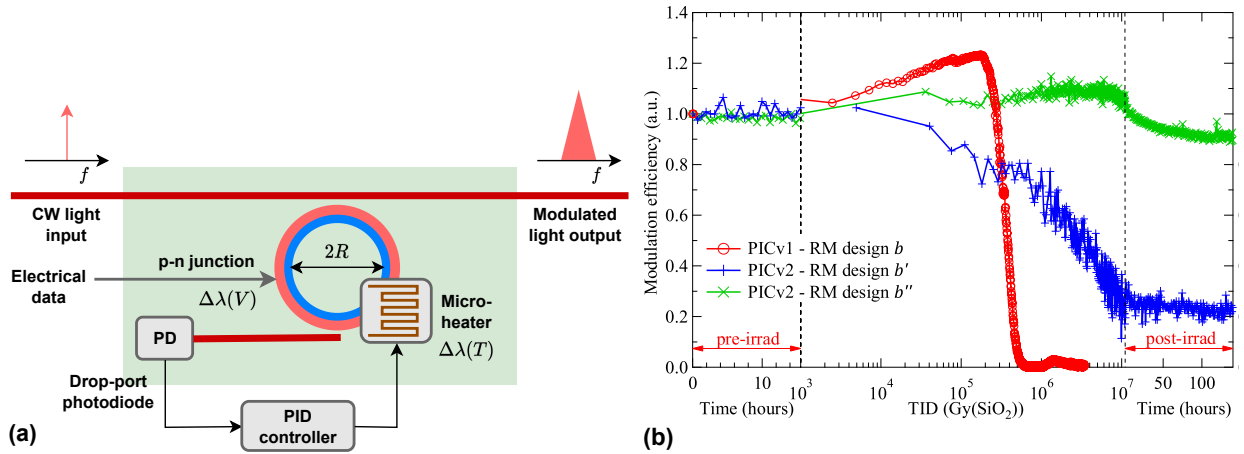 f
f
CW light
input
Modulated
light output
p-n junction
2R
Electrical
data
Δλ(V)
Micro-
heater
Δλ(T)
PD
Drop-port
photodiode
PID
controller
(a)
1.4
1.2
1.0
0.8
0.6
0.4
0.2
0.0
Modulation efficiency (a.u.)
PICv1 - RM design b
PICv2 - RM design b'
PICv2 - RM design b''
pre-irrad
post-irrad
0 10 10³ 10⁴ 10⁵ 10⁶ 10⁷ 50 100
Time (hours) TID (Gy(SiO₂)) Time (hours)
(b)